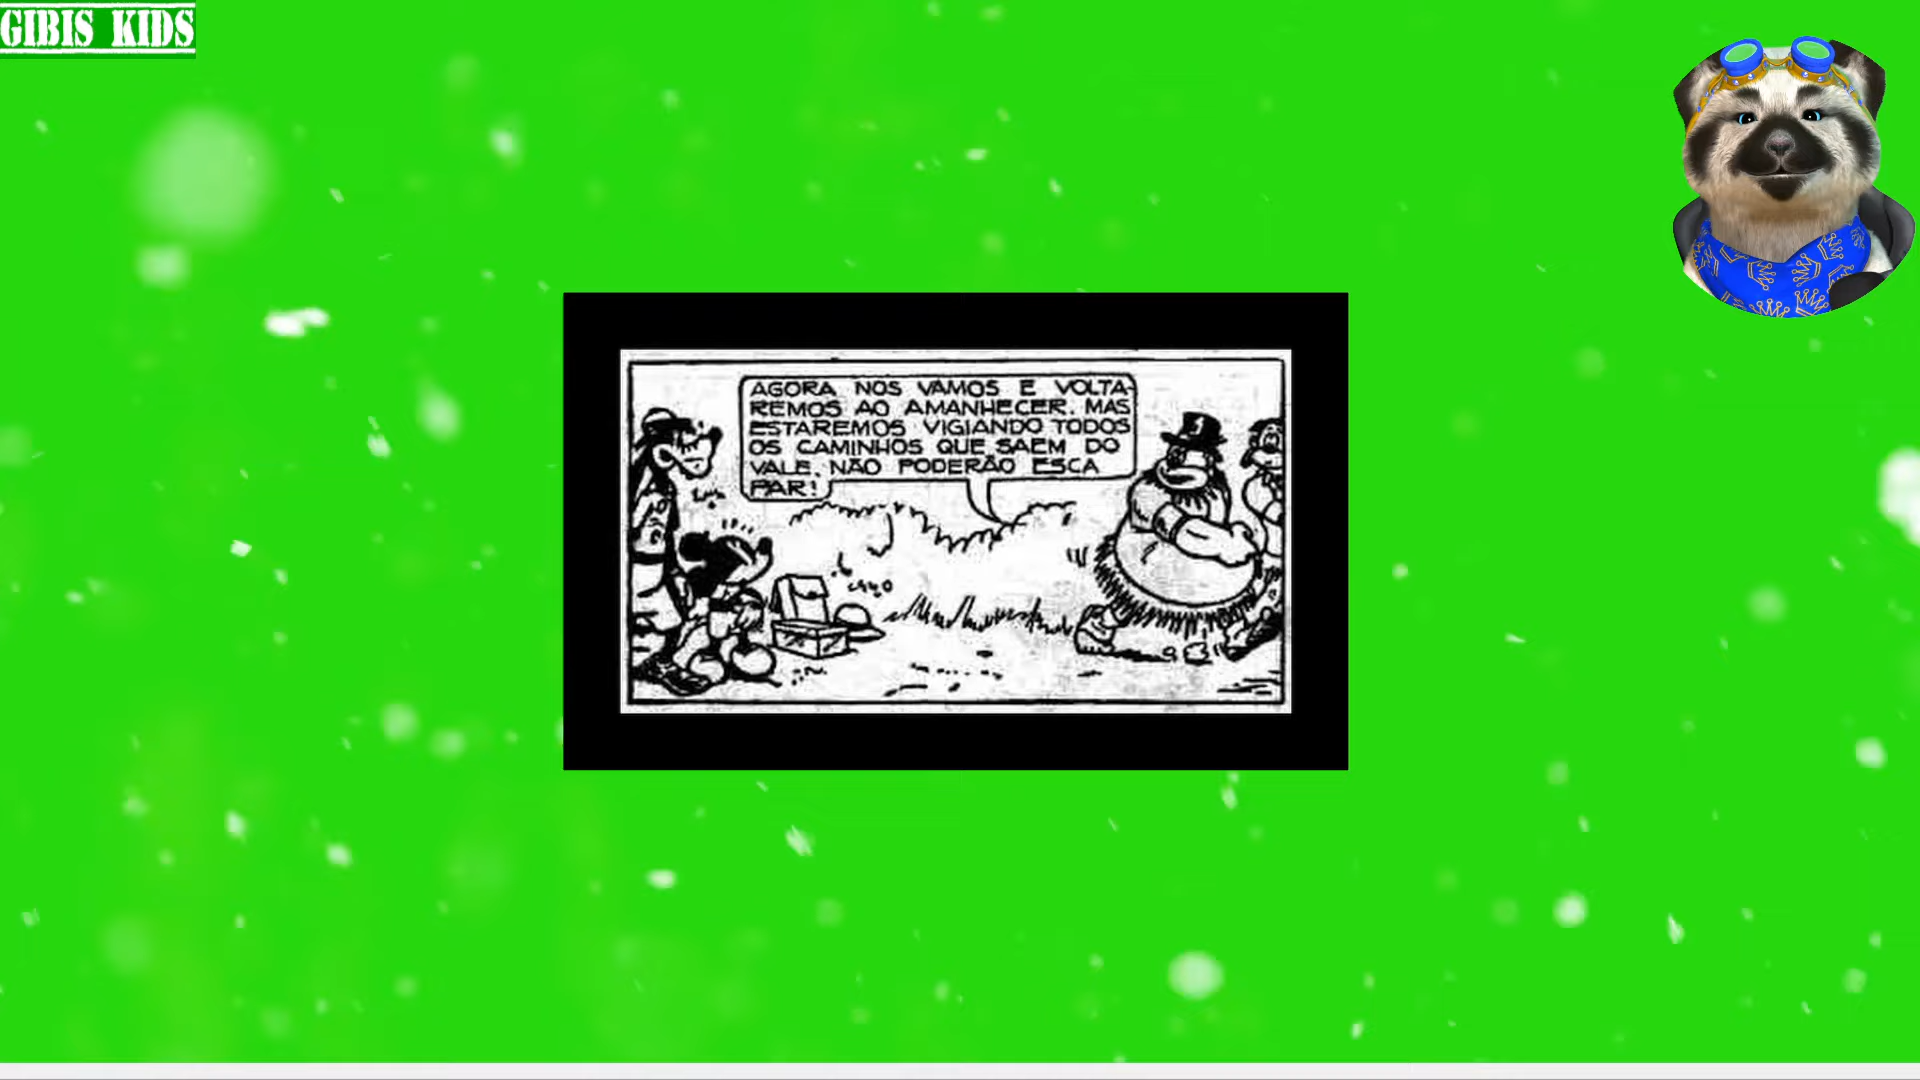 GIBIS KIDS
AGORA NOS VAMOS E VOLTA-
REMOS AO AMANHECER. MAS
ESTAREMOS VIGIANDO TODOS
OS CAMINHOS QUE SAEM DO
VALE. NÃO PODERÃO ESCA
PAR!